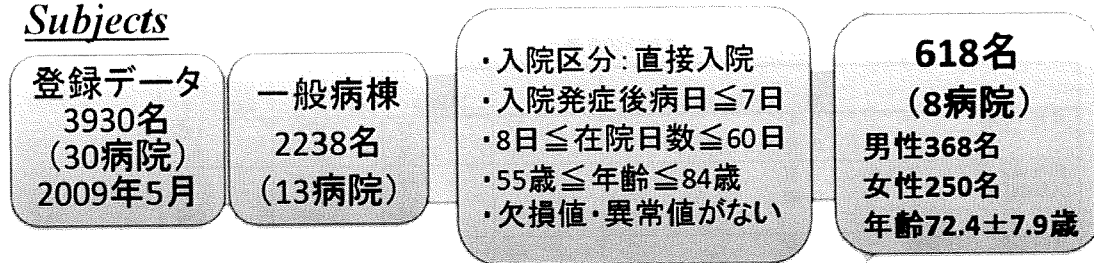 Subjects
登録データ
3930名
(30病院)
2009年5月
一般病棟
2238名
(13病院)
・入院区分:直接入院
・入院発症後病日≦7日
・8日≦在院日数≦60日
・55歳≦年齢≦84歳
・欠損値・異常値がない
618名
(8病院)
男性368名
女性250名
年齢72.4±7.9歳